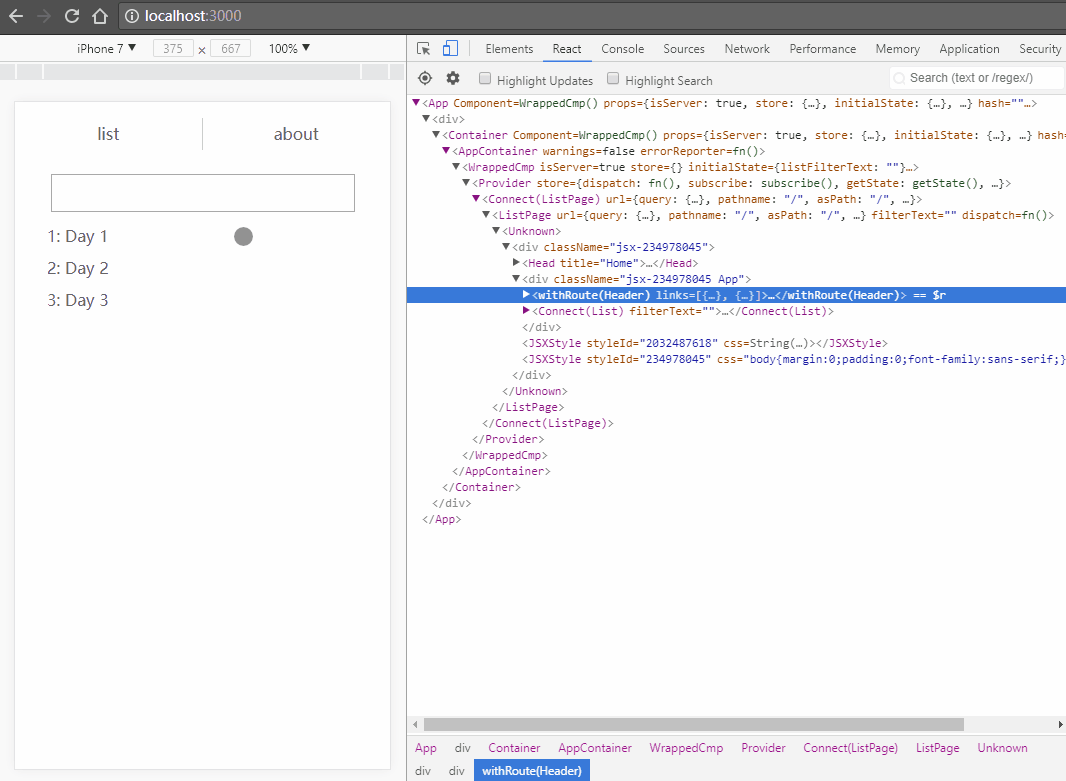 localhost:3000
iPhone 7 ▼ 375 × 667 100% ▼
list about
1: Day 1
2: Day 2
3: Day 3
Elements React Console Sources Network Performance Memory Application Security
Highlight Updates Highlight Search Search (text or /regex/)
▼<App Component=WrappedCmp() props={isServer: true, store: {…}, initialState: {…}, …} hash=""…>
▼<div>
▼<Container Component=WrappedCmp() props={isServer: true, store: {…}, initialState: {…}, …} hash=
▼<AppContainer warnings=false errorReporter=fn()>
▼<WrappedCmp isServer=true store={} initialState={listFilterText: ""}…>
▼<Provider store={dispatch: fn(), subscribe: subscribe(), getState: getState(), …}>
▼<Connect(ListPage) url={query: {…}, pathname: "/", asPath: "/", …}>
▼<ListPage url={query: {…}, pathname: "/", asPath: "/", …} filterText="" dispatch=fn()>
▼<Unknown>
▼<div className="jsx-234978045">
▶<Head title="Home">…</Head>
▼<div className="jsx-234978045 App">
▶<withRoute(Header) links=[{…}, {…}]>…</withRoute(Header)> == $r
▶<Connect(List) filterText="">…</Connect(List)>
</div>
<JSXStyle styleId="2032487618" css=String(…)></JSXStyle>
<JSXStyle styleId="234978045" css="body{margin:0;padding:0;font-family:sans-serif;}
</div>
</Unknown>
</ListPage>
</Connect(ListPage)>
</Provider>
</WrappedCmp>
</AppContainer>
</Container>
</div>
</App>
App div Container AppContainer WrappedCmp Provider Connect(ListPage) ListPage Unknown
div div withRoute(Header)